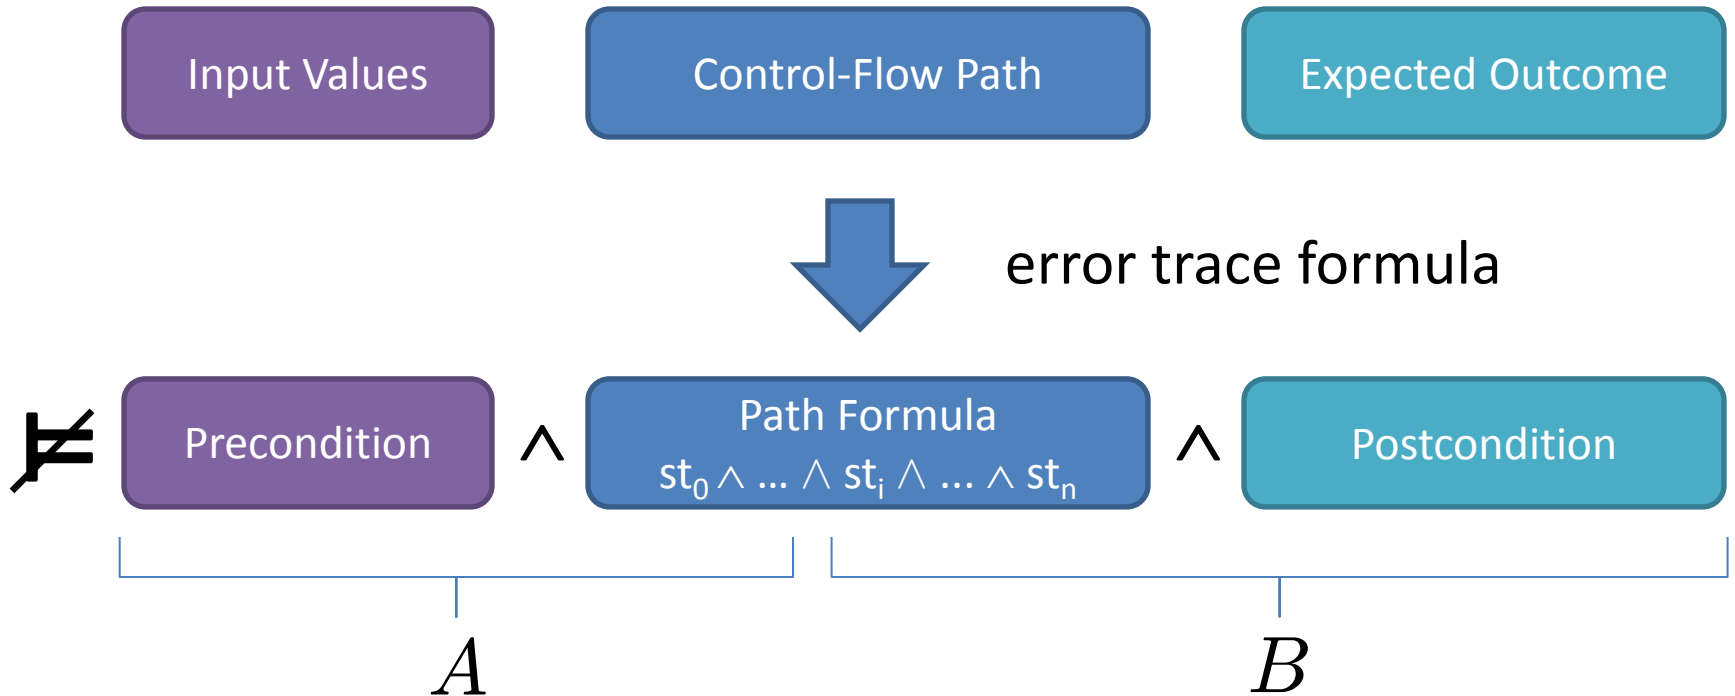 Input Values
Control-Flow Path
Expected Outcome
error trace formula
⊭ Precondition ∧ Path Formula ∧ Postcondition
st₀ ∧ ... ∧ stᵢ ∧ ... ∧ stₙ
A
B